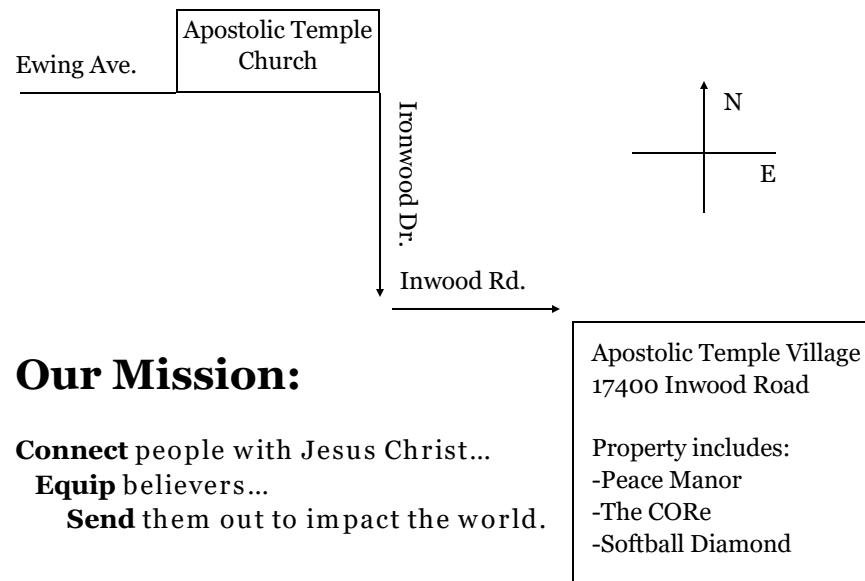 Apostolic Temple
Church
Ewing Ave.
Ironwood Dr.
N
E
Inwood Rd.
Our Mission:
Connect people with Jesus Christ...
Equip believers...
Send them out to impact the world.
Apostolic Temple Village
17400 Inwood Road
Property includes:
-Peace Manor
-The CORe
-Softball Diamond